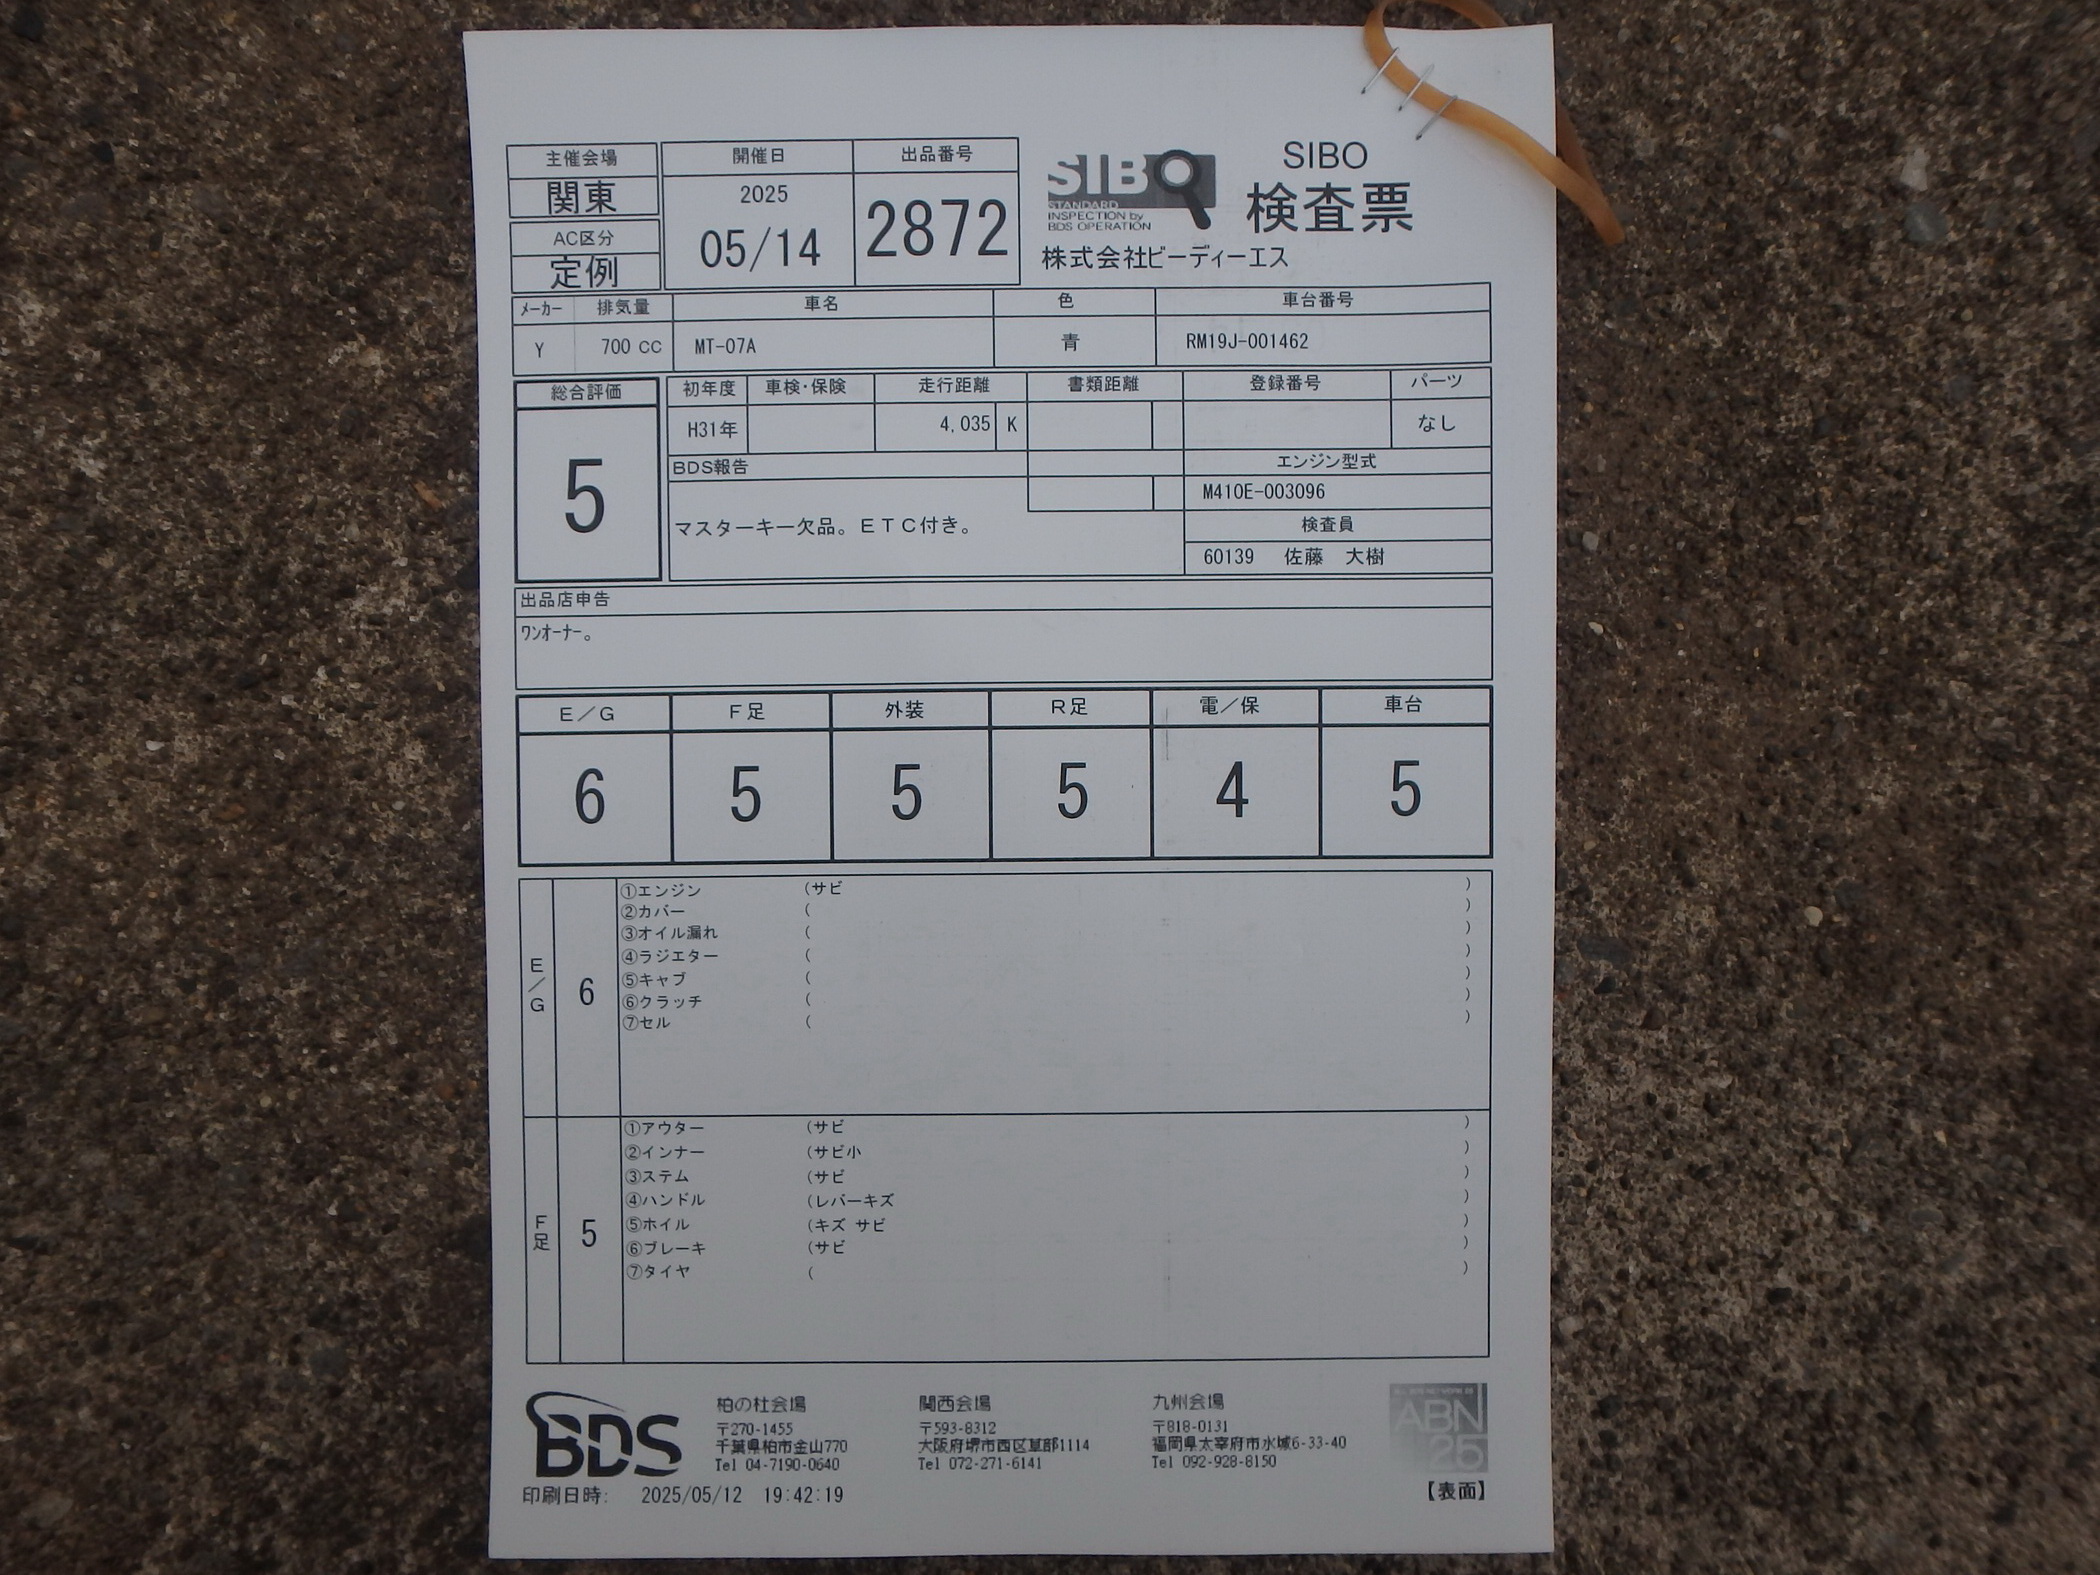 主催会場
関東
AC区分
定例
開催日
2025
05/14
出品番号
2872
SIBO
STANDARD
INSPECTION by
BDS OPERATION
SIBO
検査票
株式会社ビーディーエス
メーカー 排気量 車名 色 車台番号
Y 700 CC MT-07A 青 RM19J-001462
総合評価
5
初年度 車検・保険 走行距離 書類距離 登録番号 パーツ
H31年 4,035 K なし
BDS報告
マスターキー欠品。ＥＴＣ付き。
エンジン型式
M410E-003096
検査員
60139 佐藤 大樹
出品店申告
ﾜﾝｵｰﾅｰ。
Ｅ／Ｇ Ｆ足 外装 Ｒ足 電／保 車台
6 5 5 5 4 5
Ｅ／Ｇ
6
①エンジン (サビ )
②カバー ( )
③オイル漏れ ( )
④ラジエター ( )
⑤キャブ ( )
⑥クラッチ ( )
⑦セル ( )
Ｆ足
5
①アウター (サビ )
②インナー (サビ小 )
③ステム (サビ )
④ハンドル (レバーキズ )
⑤ホイル (キズ サビ )
⑥ブレーキ (サビ )
⑦タイヤ ( )
BDS
柏の杜会場
〒270-1455
千葉県柏市金山770
Tel 04-7190-0640
関西会場
〒593-8312
大阪府堺市西区草部1114
Tel 072-271-6141
九州会場
〒818-0131
福岡県太宰府市水城6-33-40
Tel 092-928-8150
ABN
25
印刷日時: 2025/05/12 19:42:19
【表面】